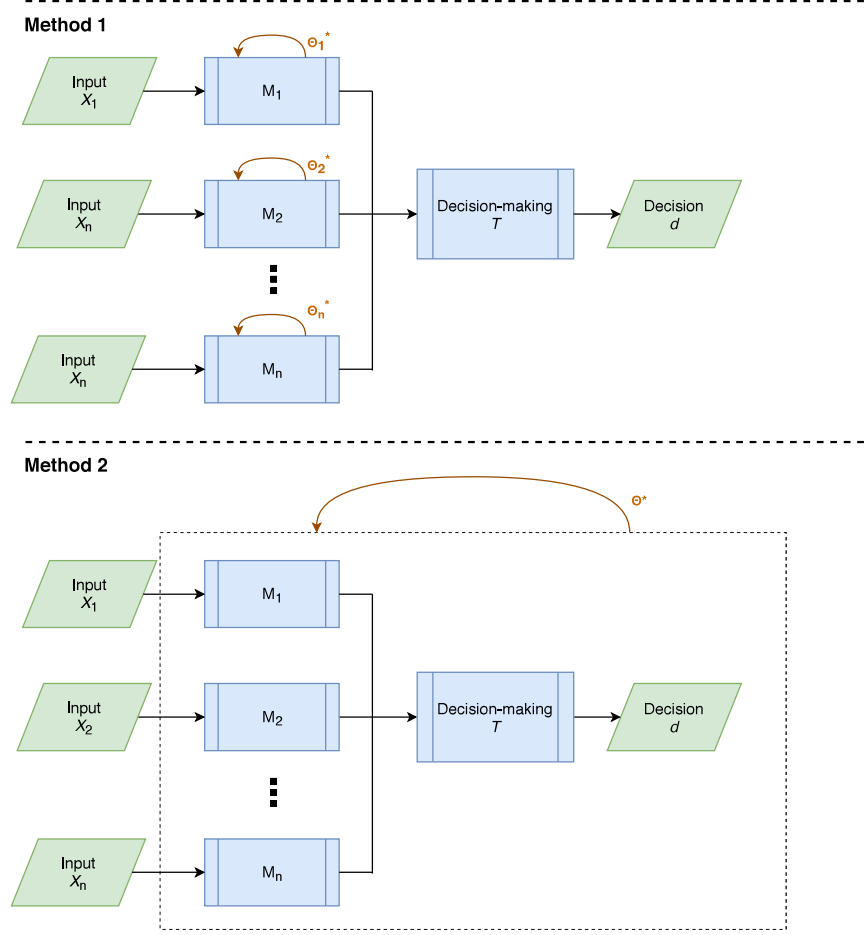 Method 1
Θ1*
Input
X1
M1
Θ2*
Input
Xn
M2
Decision-making
T
Decision
d
Θn*
Input
Xn
Mn
Method 2
Θ*
Input
X1
M1
Input
X2
M2
Decision-making
T
Decision
d
Input
Xn
Mn